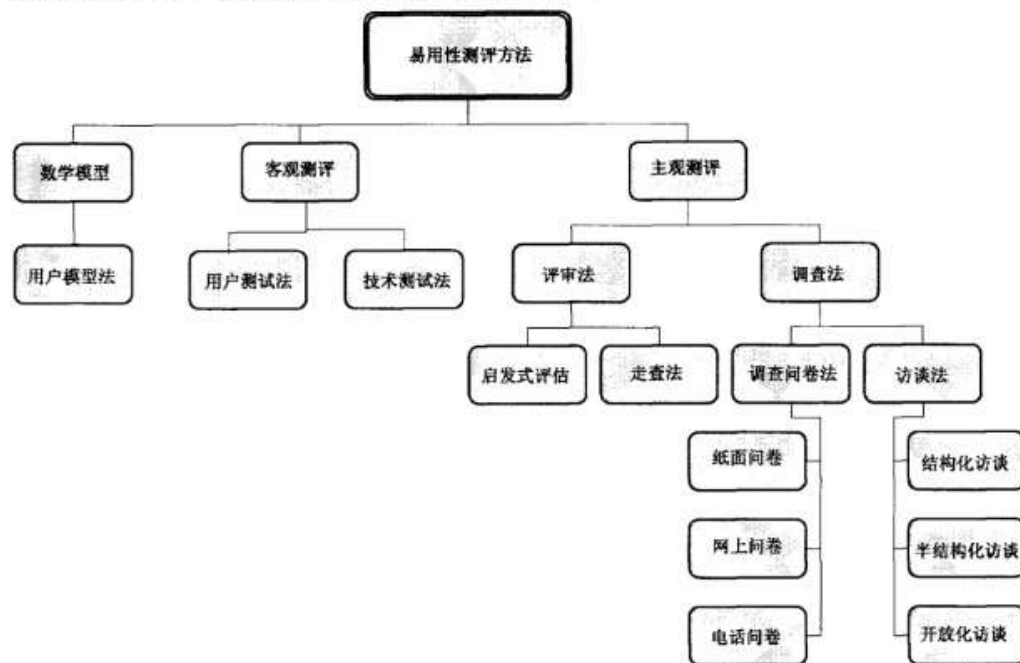 易用性测评方法
数学模型
客观测评
主观测评
用户模型法
用户测试法
技术测试法
评审法
调查法
启发式评估
走查法
调查问卷法
访谈法
纸面问卷
结构化访谈
网上问卷
半结构化访谈
电话问卷
开放化访谈